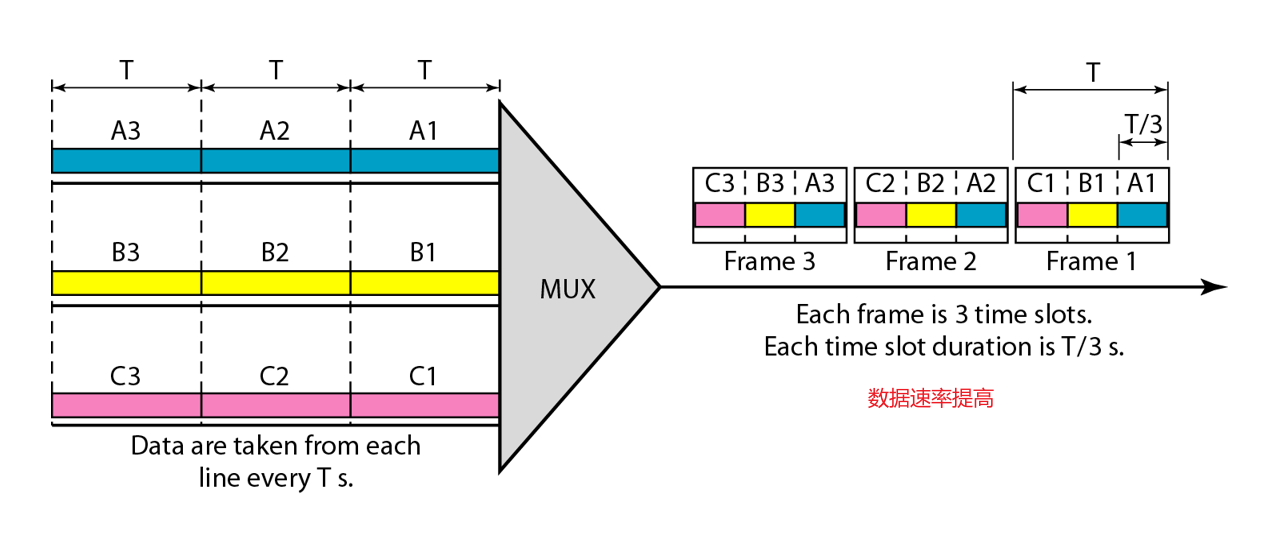 T T T
A3 A2 A1
B3 B2 B1
C3 C2 C1
Data are taken from each
line every T s.
MUX
T
T/3
C3 B3 A3 C2 B2 A2 C1 B1 A1
Frame 3 Frame 2 Frame 1
Each frame is 3 time slots.
Each time slot duration is T/3 s.
数据速率提高